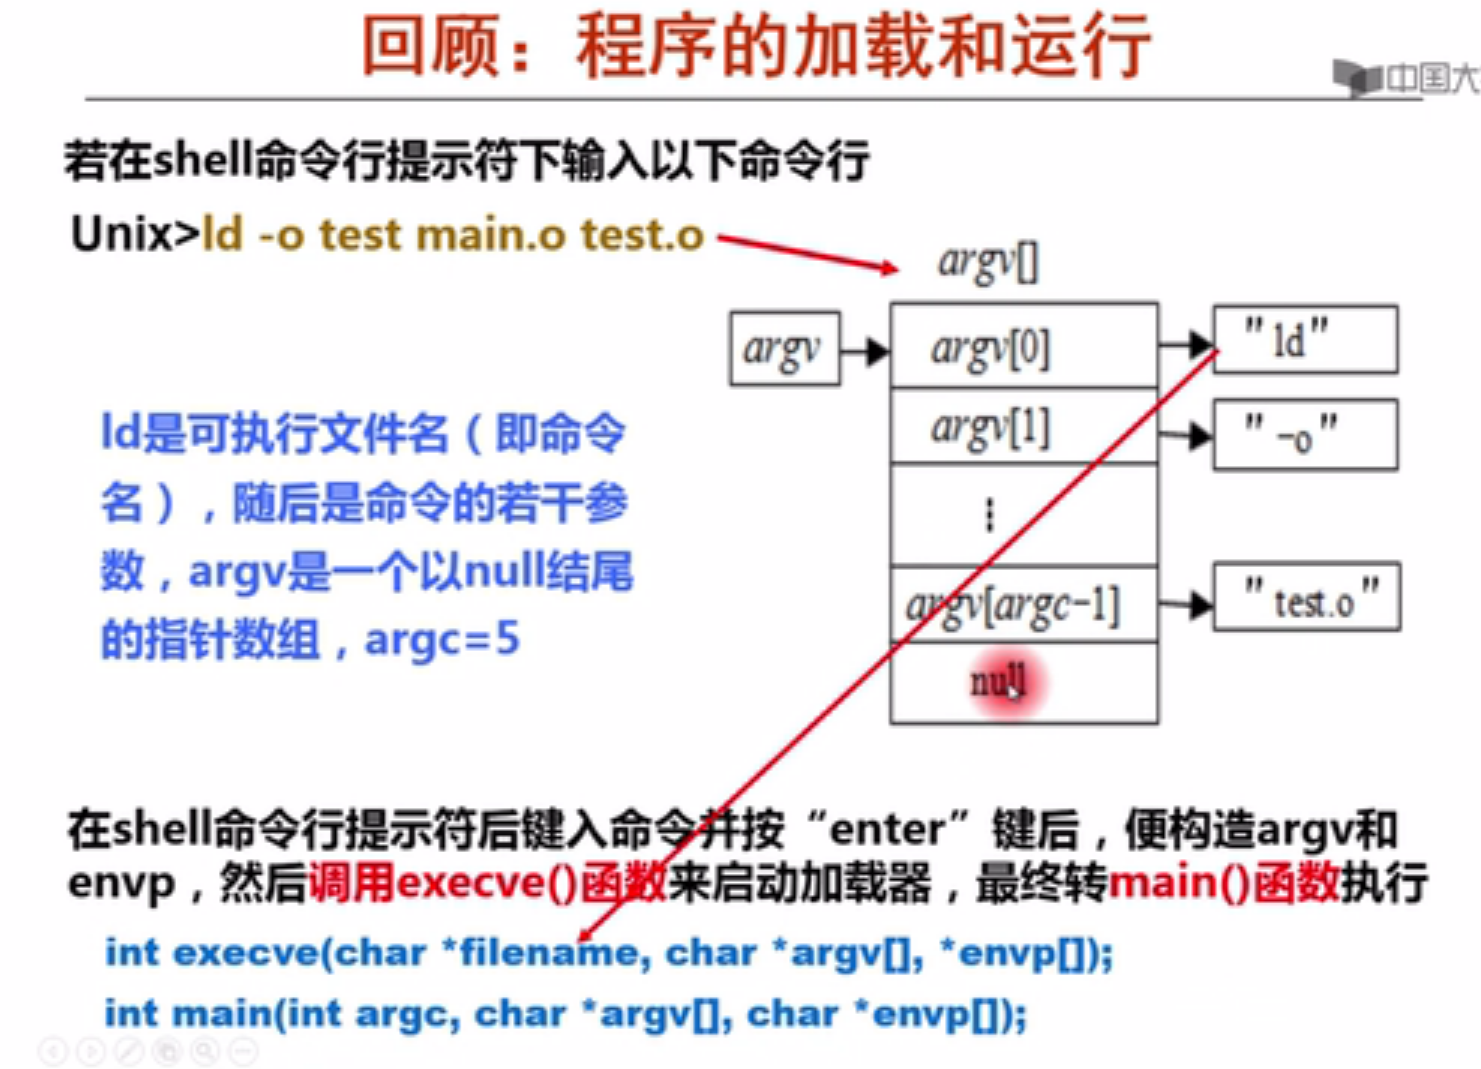 回顾：程序的加载和运行
中国大
若在shell命令行提示符下输入以下命令行
Unix>ld -o test main.o test.o
argv[]
argv
argv[0]
"ld"
argv[1]
"-o"
⋮
argv[argc-1]
"test.o"
null
ld是可执行文件名（即命令
名），随后是命令的若干参
数，argv是一个以null结尾
的指针数组，argc=5
在shell命令行提示符后键入命令并按“enter”键后，便构造argv和
envp，然后调用execve()函数来启动加载器，最终转main()函数执行
int execve(char *filename, char *argv[], *envp[]);
int main(int argc, char *argv[], char *envp[]);